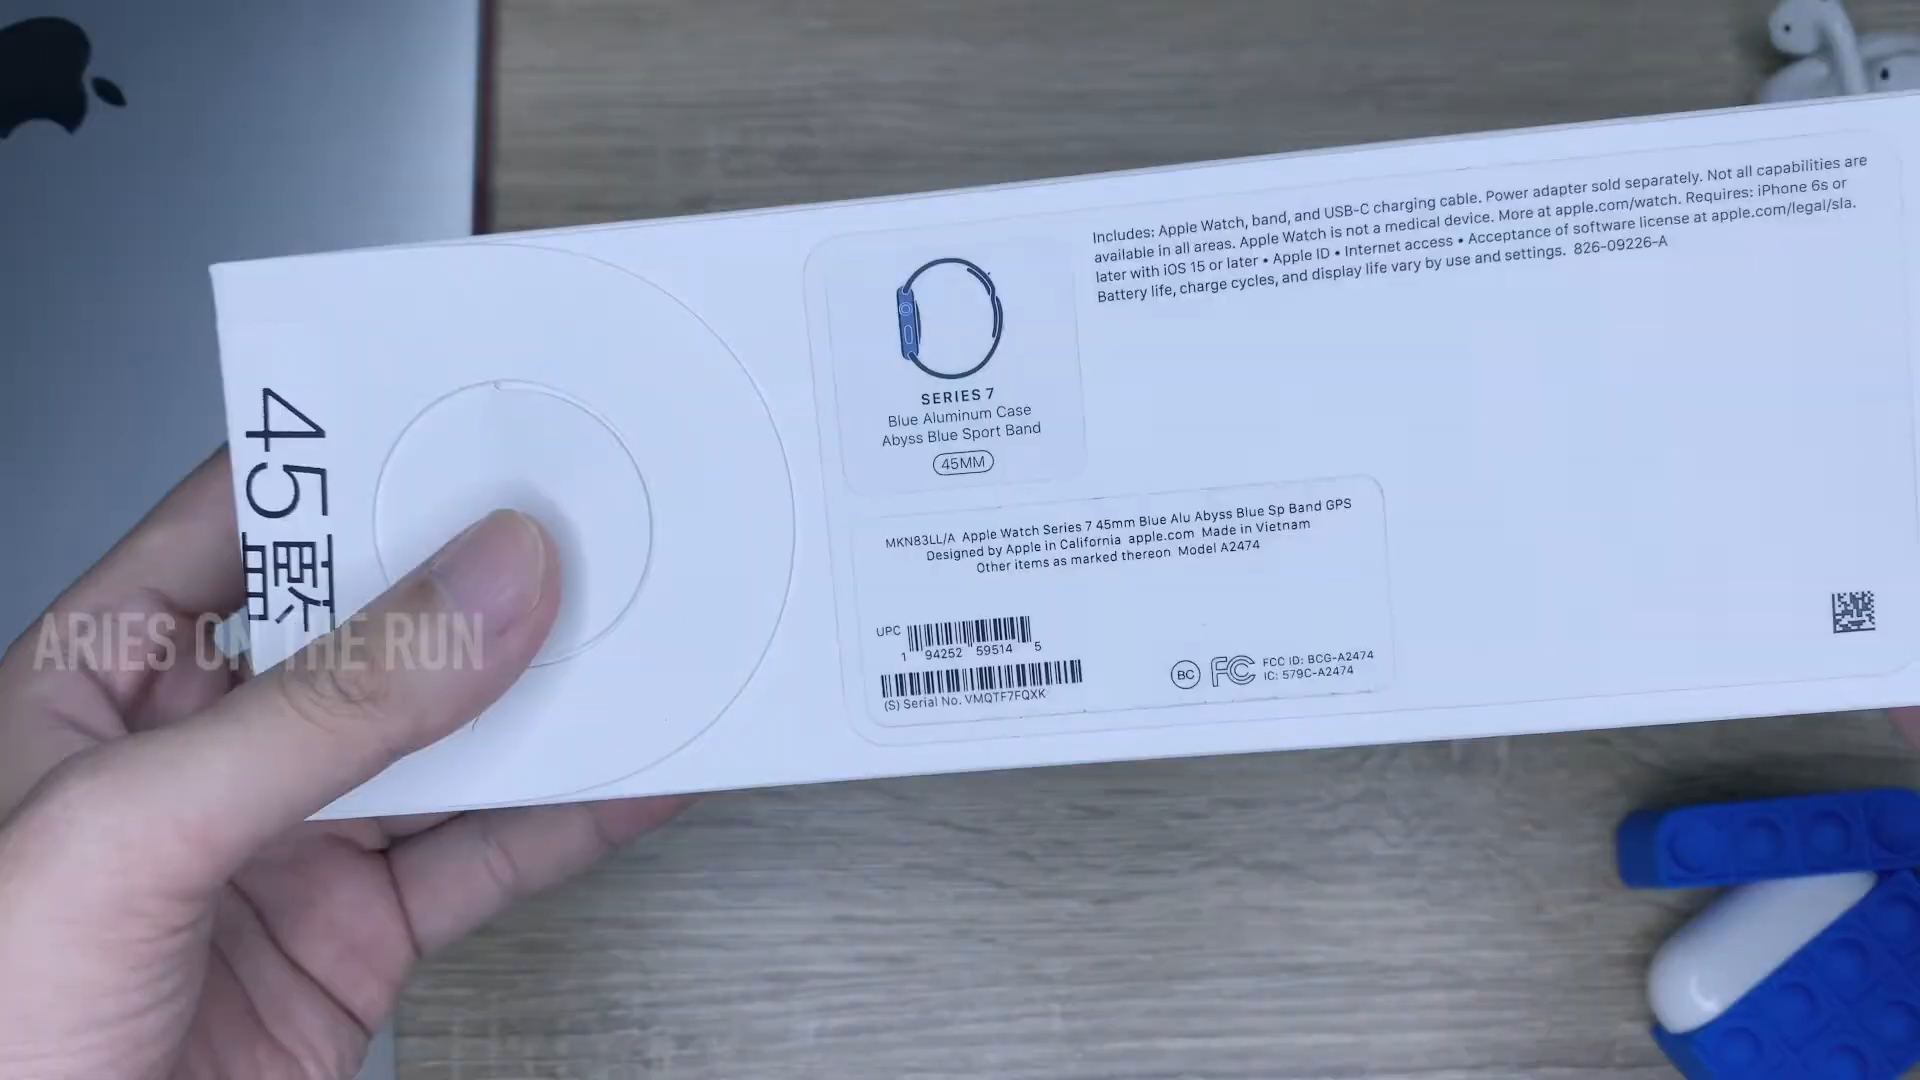 Includes: Apple Watch, band, and USB-C charging cable. Power adapter sold separately. Not all capabilities are
available in all areas. Apple Watch is not a medical device. More at apple.com/watch. Requires: iPhone 6s or
later with iOS 15 or later • Apple ID • Internet access • Acceptance of software license at apple.com/legal/sla.
Battery life, charge cycles, and display life vary by use and settings. 826-09226-A
SERIES 7
Blue Aluminum Case
Abyss Blue Sport Band
45MM
45藍
MKN83LL/A Apple Watch Series 7 45mm Blue Alu Abyss Blue Sp Band GPS
Designed by Apple in California apple.com Made in Vietnam
Other items as marked thereon Model A2474
UPC
1 94252 59514 5
(S) Serial No. VMQTF7FQXK
BC FC FCC ID: BCG-A2474
IC: 579C-A2474
ARIES ON THE RUN